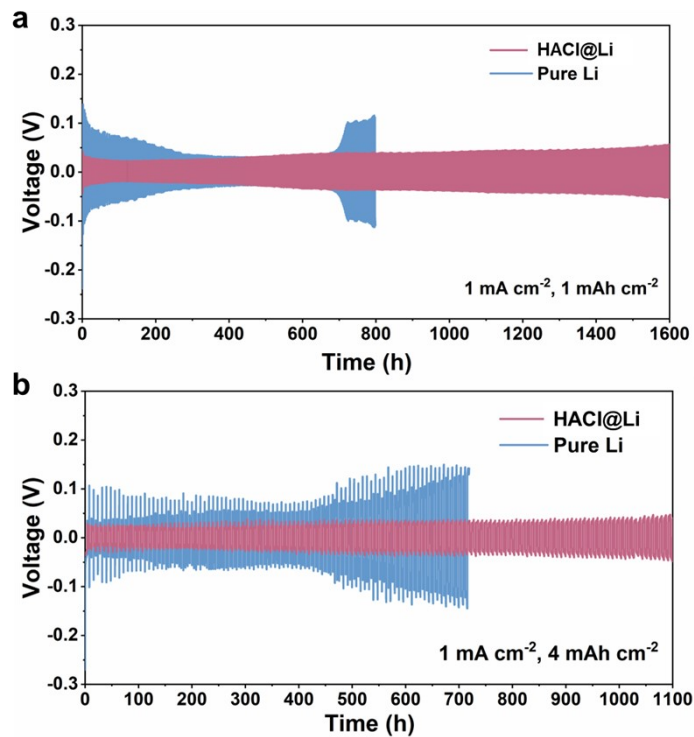 a
HACl@Li
Pure Li
0.3
0.2
0.1
0.0
-0.1
-0.2
-0.3
Voltage (V)
1 mA cm⁻², 1 mAh cm⁻²
0 200 400 600 800 1000 1200 1400 1600
Time (h)
b
HACl@Li
Pure Li
0.3
0.2
0.1
0.0
-0.1
-0.2
-0.3
Voltage (V)
1 mA cm⁻², 4 mAh cm⁻²
0 100 200 300 400 500 600 700 800 900 1000 1100
Time (h)